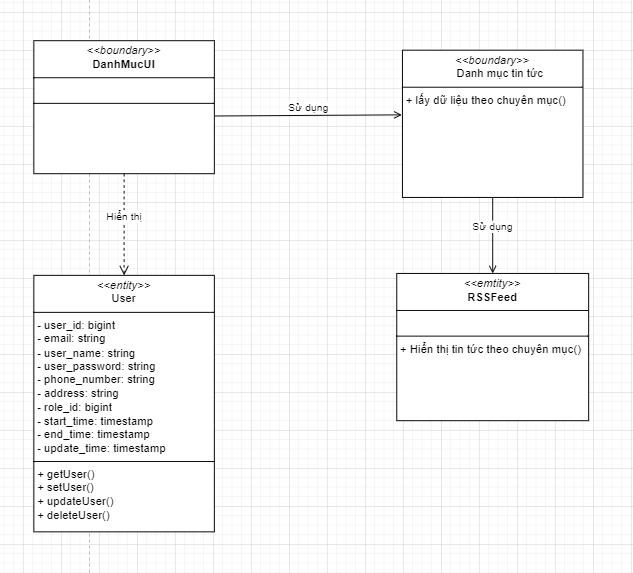 <<boundary>>
DanhMucUI
<<boundary>>
Danh mục tin tức
+ lấy dữ liệu theo chuyên mục()
Sử dụng
Hiển thị
Sử dụng
<<entity>>
User
- user_id: bigint
- email: string
- user_name: string
- user_password: string
- phone_number: string
- address: string
- role_id: bigint
- start_time: timestamp
- end_time: timestamp
- update_time: timestamp
+ getUser()
+ setUser()
+ updateUser()
+ deleteUser()
<<emtity>>
RSSFeed
+ Hiển thị tin tức theo chuyên mục()